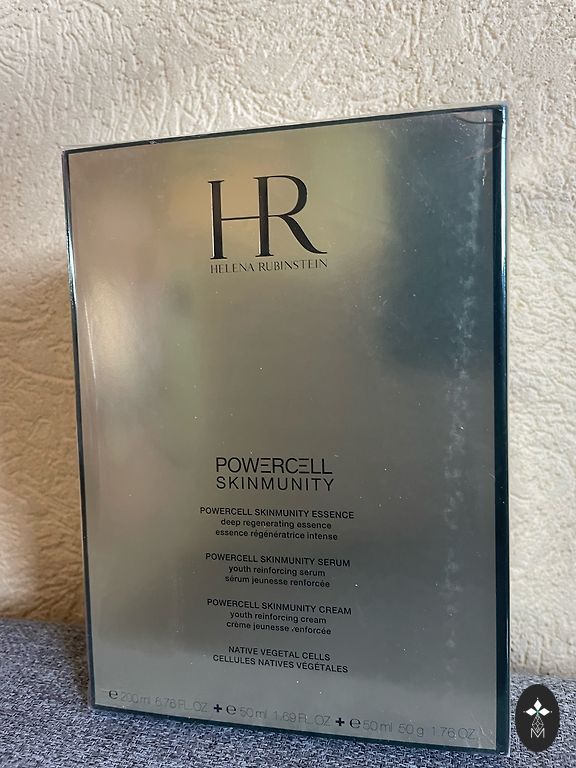 HR
HELENA RUBINSTEIN
POWERCELL
SKINMUNITY
POWERCELL SKINMUNITY ESSENCE
deep regenerating essence
essence régénératrice intense
POWERCELL SKINMUNITY SERUM
youth reinforcing serum
sérum jeunesse renforcée
POWERCELL SKINMUNITY CREAM
youth reinforcing cream
crème jeunesse renforcée
NATIVE VEGETAL CELLS
CELLULES NATIVES VÉGÉTALES
e 200 ml 6.76 FL.OZ + e 50 ml 1.69 FL.OZ + e 50 ml 50 g 1.76 OZ.
M